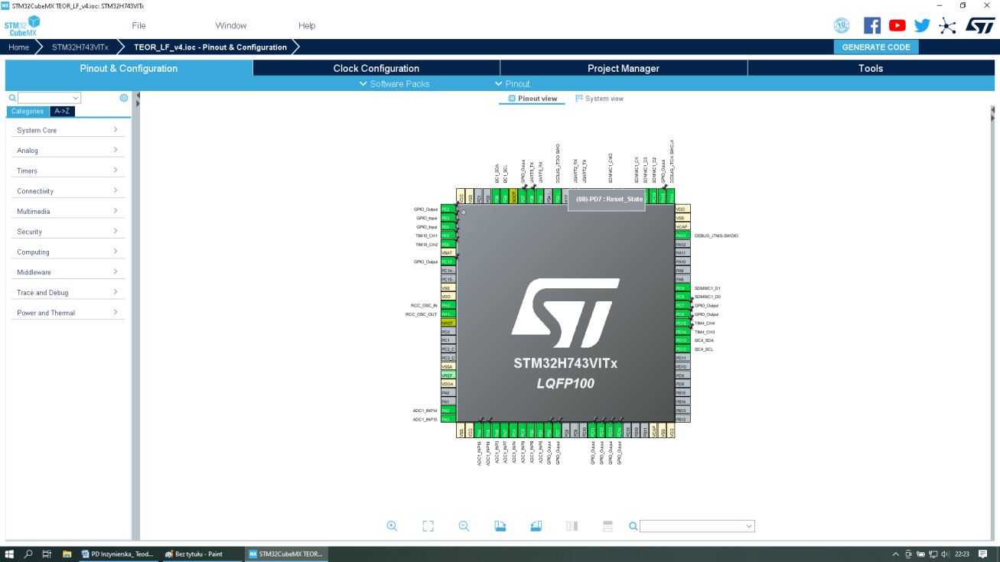 STM32CubeMX TEOR_LF_v4.ioc: STM32H743VITx
STM32
CubeMX
File
Window
Help
10
Home
STM32H743VITx
TEOR_LF_v4.ioc - Pinout & Configuration
GENERATE CODE
Pinout & Configuration
Clock Configuration
Project Manager
Tools
Software Packs
Pinout
Pinout view
System view
Categories
A->Z
System Core
Analog
Timers
Connectivity
Multimedia
Security
Computing
Middleware
Trace and Debug
Power and Thermal
I2C1_SDA
I2C1_SCL
GPIO_Output
UART5_TX
UART5_RX
DEBUG_JTDO-SWO
USART2_RX
USART2_TX
SDMMC1_CMD
SDMMC1_CK
SDMMC1_D3
SDMMC1_D2
GPIO_Output
DEBUG_JTCK-SWCLK
(88)-PD7 : Reset_State
GPIO_Output PE2
GPIO_Input PE3
GPIO_Input PE4
TIM15_CH1 PE5
TIM15_CH2 PE6
VBAT
GPIO_Output PC13
PC14-
PC15-
VSS
VDD
RCC_OSC_IN PH0-
RCC_OSC_OUT PH1-
NRST
PC0
PC1
PC2_C
PC3_C
VSSA
VREF
VDDA
PA0
PA1
ADC1_INP14 PA2
ADC1_INP15 PA3
VDD
VSS
VCAP
PA13 DEBUG_JTMS-SWDIO
PA12
PA11
PA10
PA9
PA8
PC9 SDMMC1_D1
PC8 SDMMC1_D0
PC7 GPIO_Output
PC6 GPIO_Output
PD15 TIM4_CH4
PD14 TIM4_CH3
PD13 I2C4_SDA
PD12 I2C4_SCL
PD11
PD10
PD9
PD8
PB15
PB14
PB13
PB12
ST
STM32H743VITx
LQFP100
ADC1_INP18
ADC1_INP19
ADC1_INP3
ADC1_INP7
ADC1_INP4
ADC1_INP8
ADC1_INP9
ADC1_INP5
GPIO_Output
GPIO_Output
GPIO_Output
GPIO_Output
GPIO_Output
GPIO_Output
PD Inżynierska_ Teod...
Bez tytułu - Paint
STM32CubeMX TEOR...
22:23